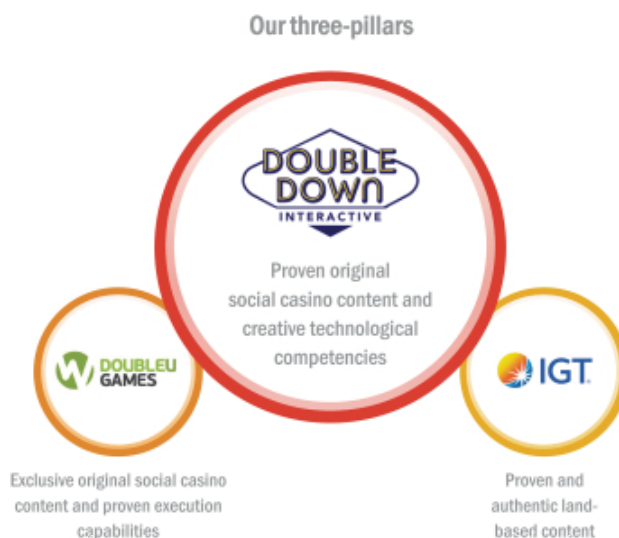 Our three-pillars
DOUBLE
DOWN
INTERACTIVE
Proven original
social casino content and
creative technological
competencies
DOUBLEU
GAMES
IGT
Exclusive original social casino
content and proven execution
capabilities
Proven and
authentic land-
based content